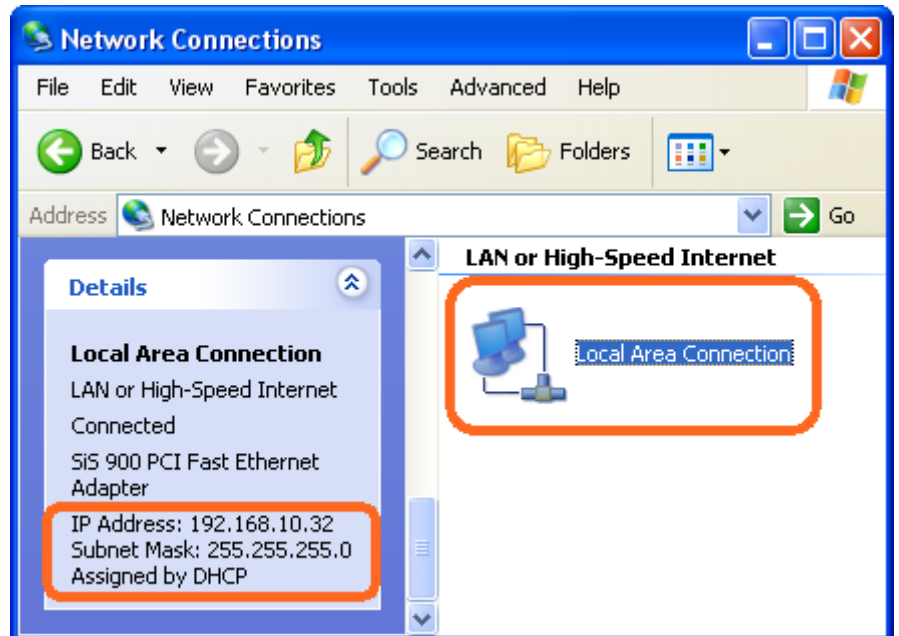 Network Connections
File Edit View Favorites Tools Advanced Help
Back Search Folders
Address Network Connections Go
Details
Local Area Connection
LAN or High-Speed Internet
Connected
SiS 900 PCI Fast Ethernet
Adapter
IP Address: 192.168.10.32
Subnet Mask: 255.255.255.0
Assigned by DHCP
LAN or High-Speed Internet
Local Area Connection